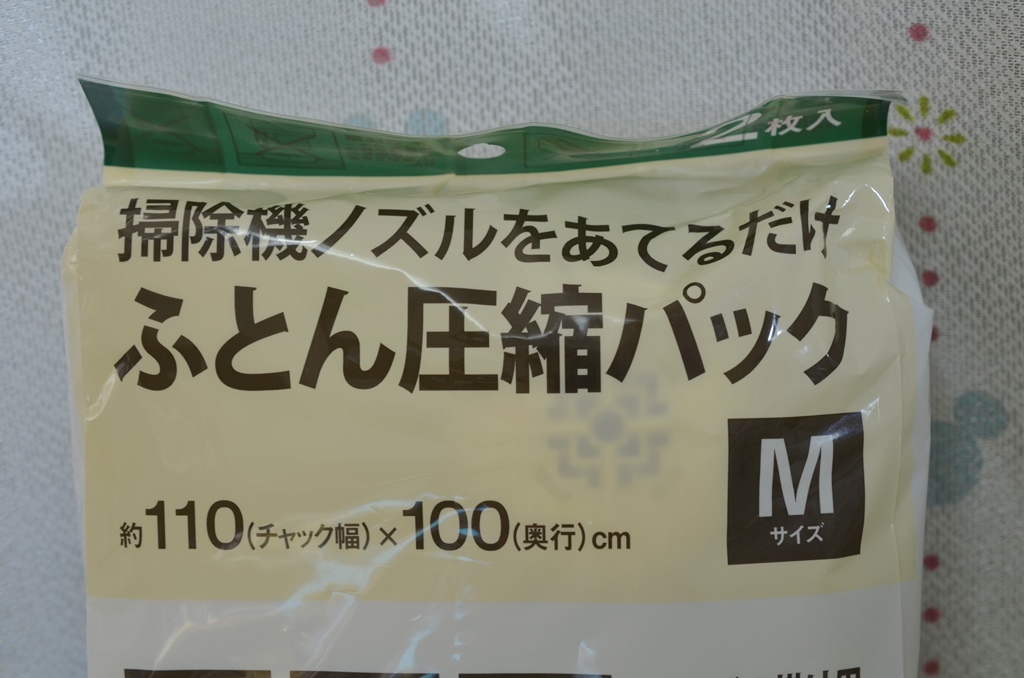 2枚入
掃除機ノズルをあてるだけ
ふとん圧縮パック
M
サイズ
約110(チャック幅)×100(奥行)cm